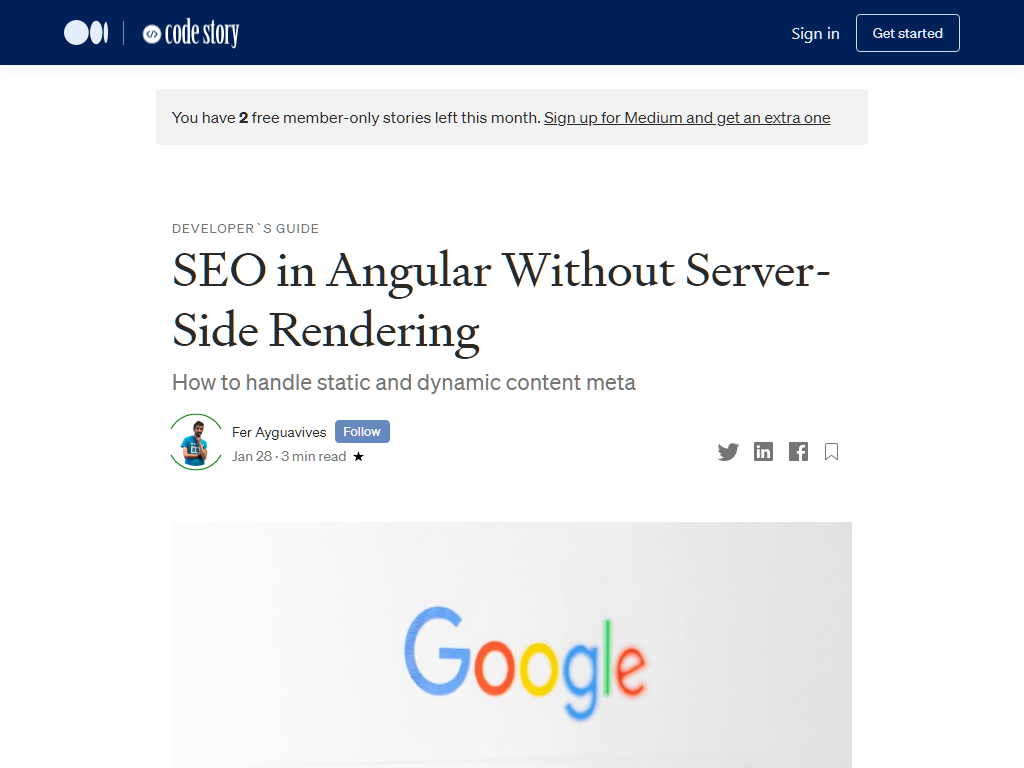 code story
Sign in
Get started
You have 2 free member-only stories left this month. Sign up for Medium and get an extra one
DEVELOPER`S GUIDE
SEO in Angular Without Server-
Side Rendering
How to handle static and dynamic content meta
Fer Ayguavives
Follow
Jan 28 · 3 min read ★
Google